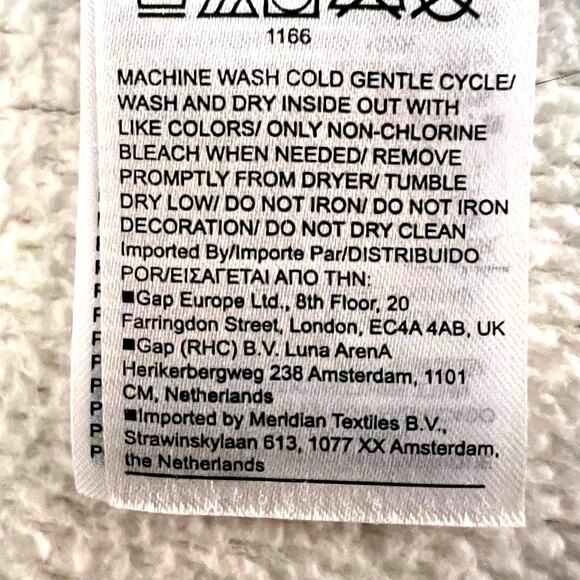 1166
MACHINE WASH COLD GENTLE CYCLE/
WASH AND DRY INSIDE OUT WITH
LIKE COLORS/ ONLY NON-CHLORINE
BLEACH WHEN NEEDED/ REMOVE
PROMPTLY FROM DRYER/ TUMBLE
DRY LOW/ DO NOT IRON/ DO NOT IRON
DECORATION/ DO NOT DRY CLEAN
Imported By/Importe Par/DISTRIBUIDO
POR/ΕΙΣΑΓΕΤΑΙ ΑΠΟ ΤΗΝ:
■Gap Europe Ltd., 8th Floor, 20
Farringdon Street, London, EC4A 4AB, UK
■Gap (RHC) B.V. Luna ArenA
Herikerbergweg 238 Amsterdam, 1101
CM, Netherlands
■Imported by Meridian Textiles B.V.,
Strawinskylaan 613, 1077 XX Amsterdam,
the Netherlands